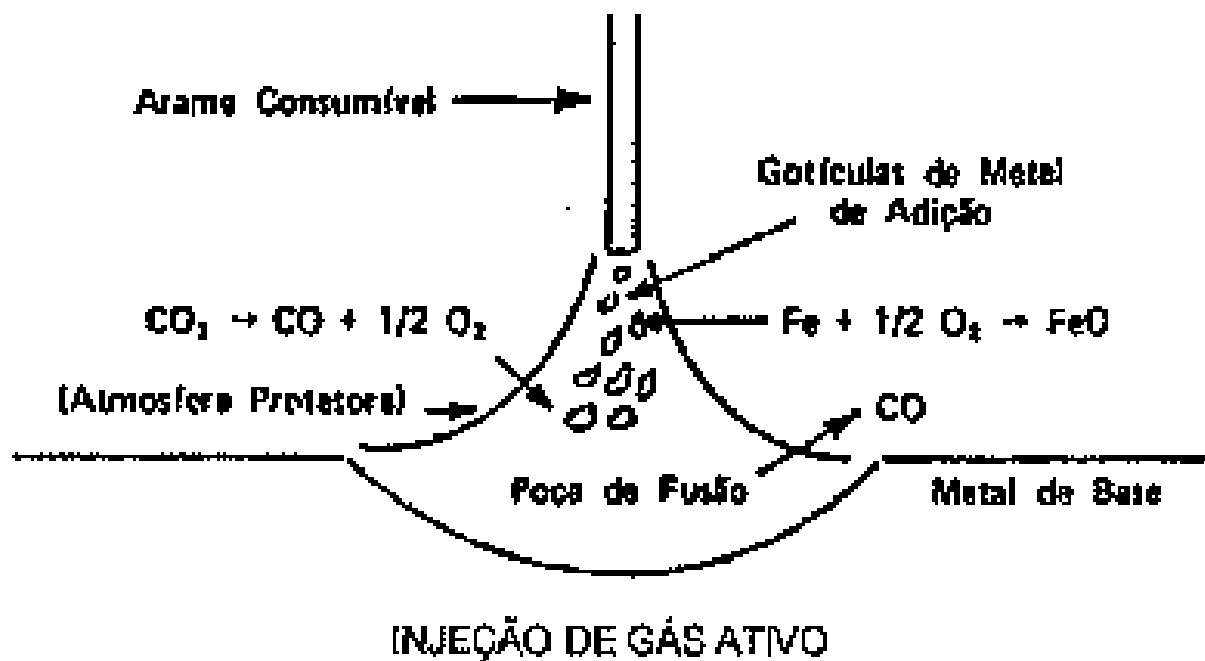 Arame Consumível
Gotículas de Metal
de Adição
CO₂ → CO + 1/2 O₂
Fe + 1/2 O₂ → FeO
(Atmosfera Protetora)
CO
Poça de Fusão
Metal de Base
INJEÇÃO DE GÁS ATIVO